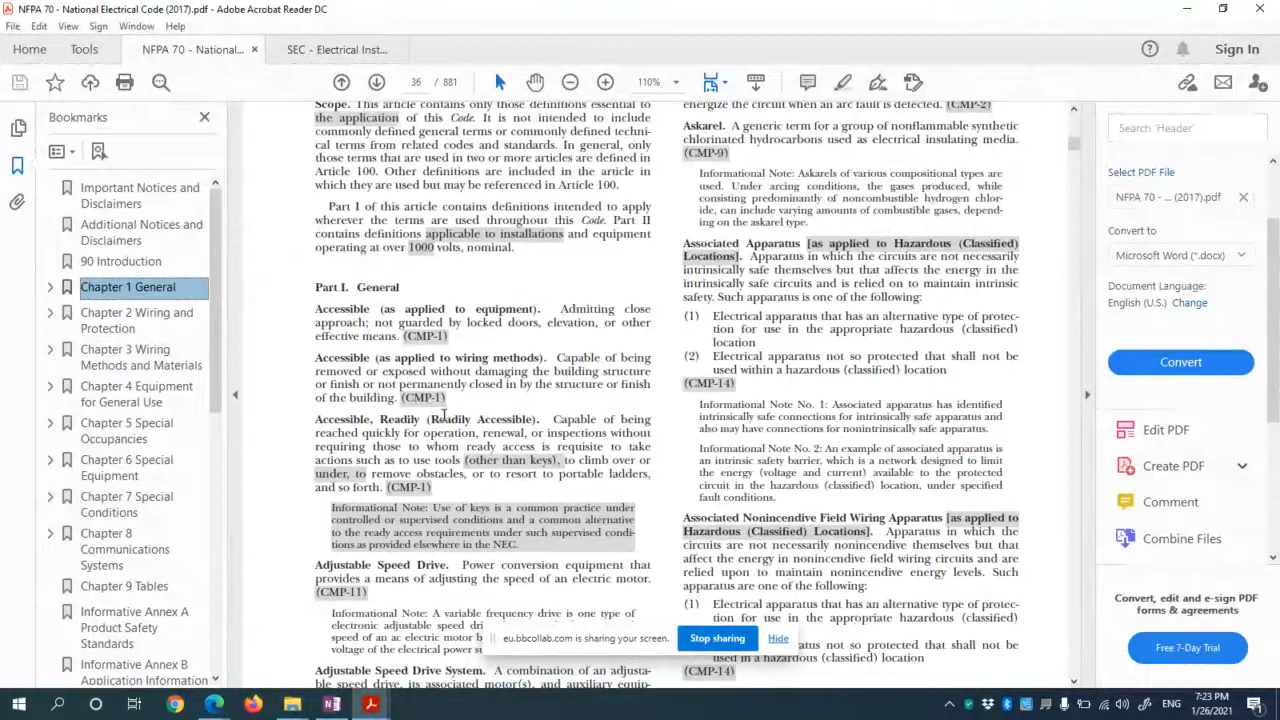 NFPA 70 - National Electrical Code (2017).pdf - Adobe Acrobat Reader DC
File Edit View Sign Window Help
Home Tools NFPA 70 - National... × SEC - Electrical Inst... Sign In
36 / 881 110%
Bookmarks
Important Notices and
Disclaimers
Additional Notices and
Disclaimers
90 Introduction
Chapter 1 General
Chapter 2 Wiring and
Protection
Chapter 3 Wiring
Methods and Materials
Chapter 4 Equipment
for General Use
Chapter 5 Special
Occupancies
Chapter 6 Special
Equipment
Chapter 7 Special
Conditions
Chapter 8
Communications
Systems
Chapter 9 Tables
Informative Annex A
Product Safety
Standards
Informative Annex B
Application Information
Scope. This article contains only those definitions essential to
the application of this Code. It is not intended to include
commonly defined general terms or commonly defined techni-
cal terms from related codes and standards. In general, only
those terms that are used in two or more articles are defined in
Article 100. Other definitions are included in the article in
which they are used but may be referenced in Article 100.
Part I of this article contains definitions intended to apply
wherever the terms are used throughout this Code. Part II
contains definitions applicable to installations and equipment
operating at over 1000 volts, nominal.
Part I. General
Accessible (as applied to equipment). Admitting close
approach; not guarded by locked doors, elevation, or other
effective means. (CMP-1)
Accessible (as applied to wiring methods). Capable of being
removed or exposed without damaging the building structure
or finish or not permanently closed in by the structure or finish
of the building. (CMP-1)
Accessible, Readily (Readily Accessible). Capable of being
reached quickly for operation, renewal, or inspections without
requiring those to whom ready access is requisite to take
actions such as to use tools (other than keys), to climb over or
under, to remove obstacles, or to resort to portable ladders,
and so forth. (CMP-1)
Informational Note: Use of keys is a common practice under
controlled or supervised conditions and a common alternative
to the ready access requirements under such supervised condi-
tions as provided elsewhere in the NEC.
Adjustable Speed Drive. Power conversion equipment that
provides a means of adjusting the speed of an electric motor.
(CMP-11)
Informational Note: A variable frequency drive is one type of
electronic adjustable speed dri
speed of an ac electric motor b
voltage of the electrical power su
Adjustable Speed Drive System. A combination of an adjusta-
ble speed drive, its associated motor(s), and auxiliary equip-
energize the circuit when an arc fault is detected. (CMP-2)
Askarel. A generic term for a group of nonflammable synthetic
chlorinated hydrocarbons used as electrical insulating media.
(CMP-9)
Informational Note: Askarels of various compositional types are
used. Under arcing conditions, the gases produced, while
consisting predominantly of noncombustible hydrogen chlor-
ide, can include varying amounts of combustible gases, depend-
ing on the askarel type.
Associated Apparatus [as applied to Hazardous (Classified)
Locations]. Apparatus in which the circuits are not necessarily
intrinsically safe themselves but that affects the energy in the
intrinsically safe circuits and is relied on to maintain intrinsic
safety. Such apparatus is one of the following:
(1) Electrical apparatus that has an alternative type of protec-
tion for use in the appropriate hazardous (classified)
location
(2) Electrical apparatus not so protected that shall not be
used within a hazardous (classified) location
(CMP-14)
Informational Note No. 1: Associated apparatus has identified
intrinsically safe connections for intrinsically safe apparatus and
also may have connections for nonintrinsically safe apparatus.
Informational Note No. 2: An example of associated apparatus is
an intrinsic safety barrier, which is a network designed to limit
the energy (voltage and current) available to the protected
circuit in the hazardous (classified) location, under specified
fault conditions.
Associated Nonincendive Field Wiring Apparatus [as applied to
Hazardous (Classified) Locations]. Apparatus in which the
circuits are not necessarily nonincendive themselves but that
affect the energy in nonincendive field wiring circuits and are
relied upon to maintain nonincendive energy levels. Such
apparatus are one of the following:
(1) Electrical apparatus that has an alternative type of protec-
tion for use in the appropriate hazardous (classified)
location
atus not so protected that shall not be
used in a hazardous (classified) location
(CMP-14)
eu.bbcollab.com is sharing your screen. Stop sharing Hide
Search 'Header'
Select PDF File
NFPA 70 - ... (2017).pdf
Convert to
Microsoft Word (*.docx)
Document Language:
English (U.S.) Change
Convert
Edit PDF
Create PDF
Comment
Combine Files
Convert, edit and e-sign PDF
forms & agreements
Free 7-Day Trial
ENG 7:23 PM
1/26/2021